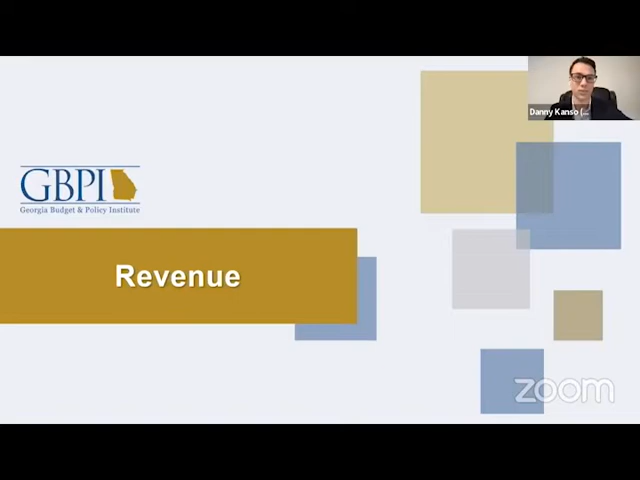 Danny Kanso (...
GBPI
Georgia Budget & Policy Institute
Revenue
zoom